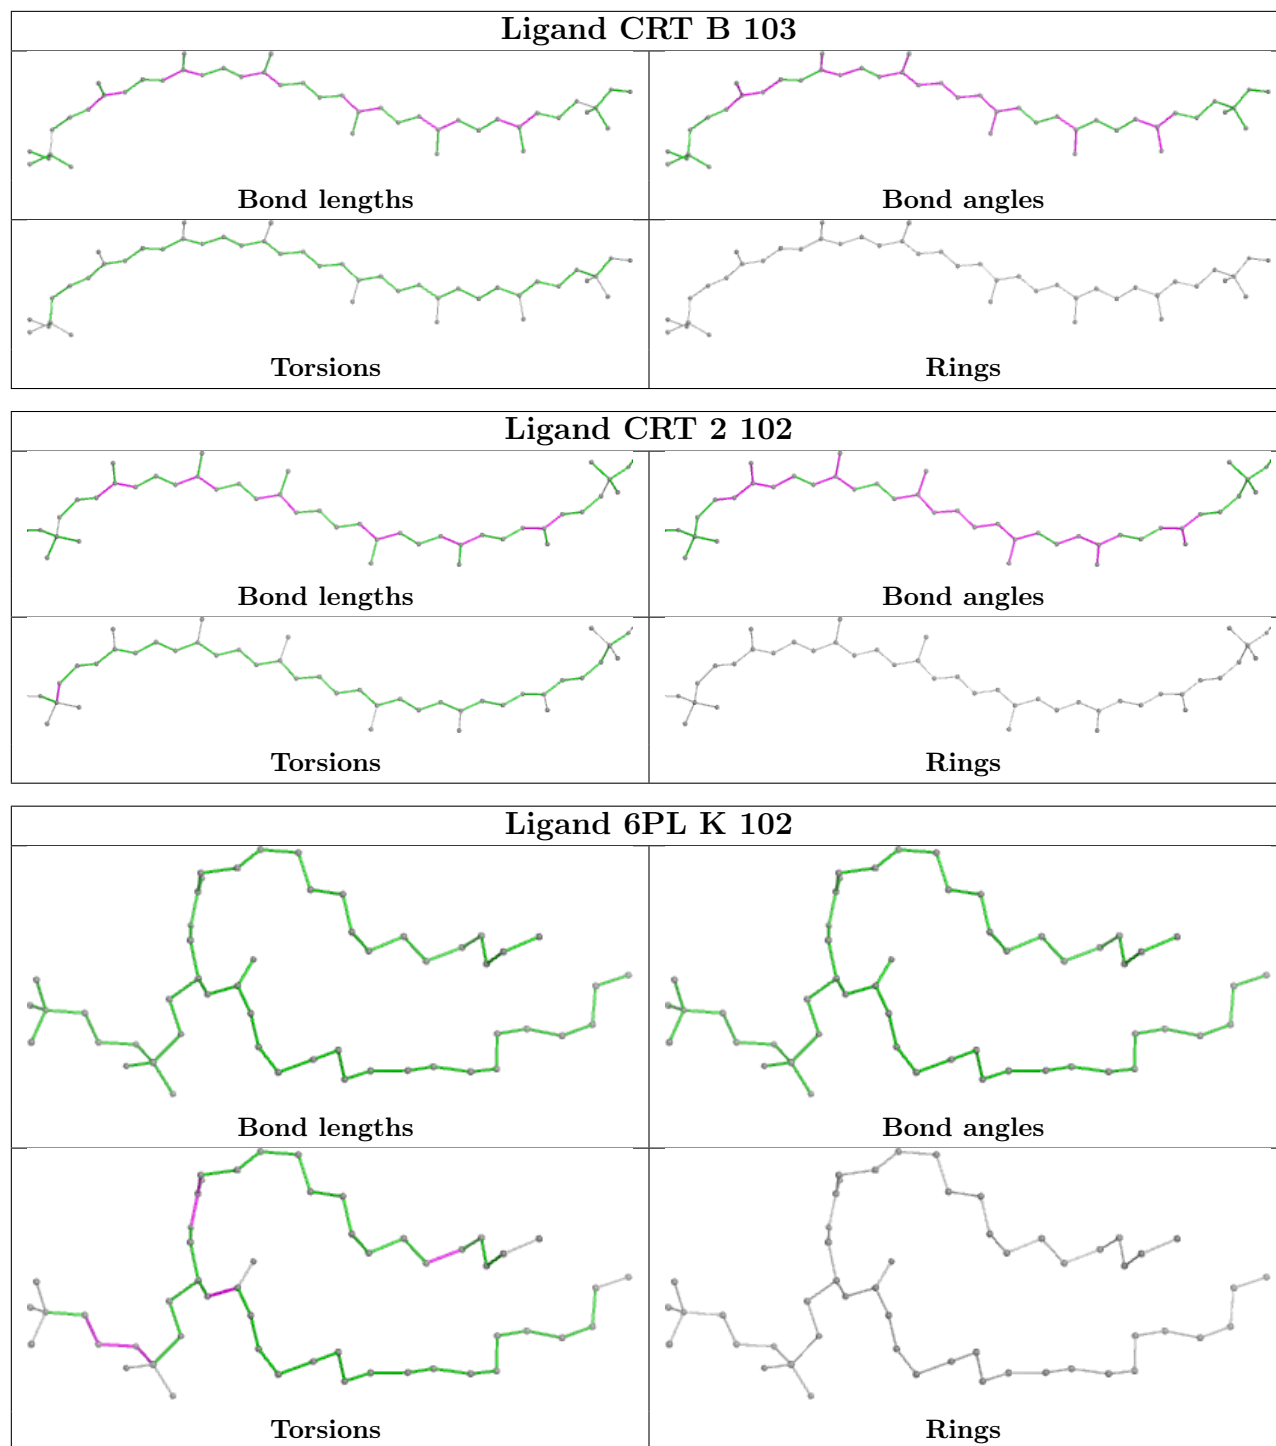 Ligand CRT B 103
Bond lengths
Bond angles
Torsions
Rings
Ligand CRT 2 102
Bond lengths
Bond angles
Torsions
Rings
Ligand 6PL K 102
Bond lengths
Bond angles
Torsions
Rings